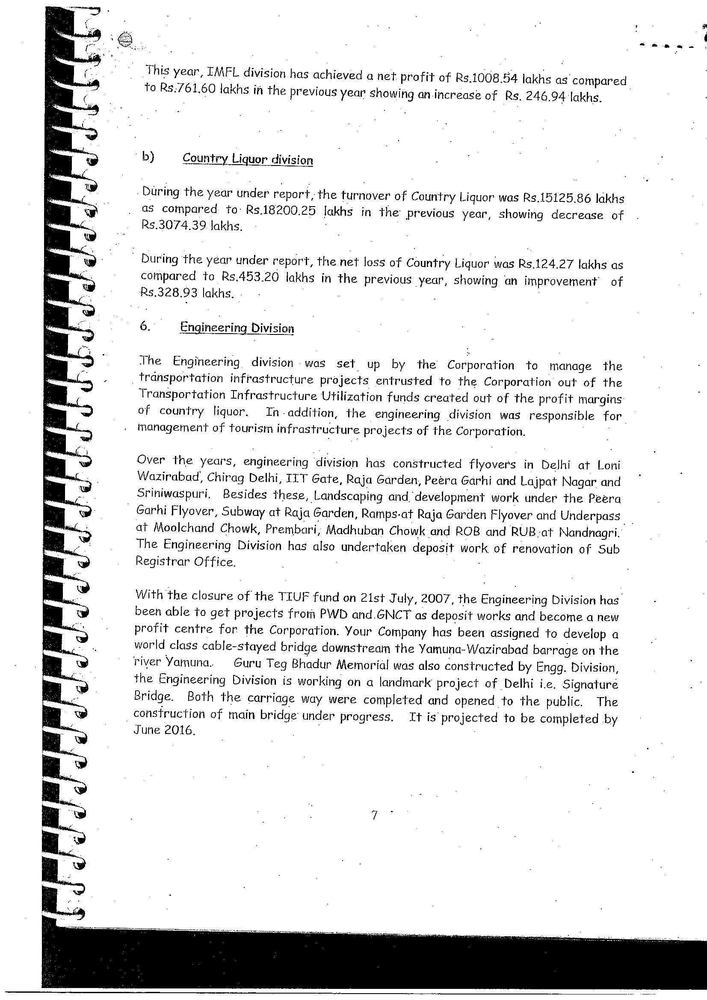 This year, IMFL division has achieved a net profit of Rs.1008.54 lakhs as compared
to Rs.761.60 lakhs in the previous year showing an increase of Rs. 246.94 lakhs.
b) Country Liquor division
During the year under report, the turnover of Country Liquor was Rs.15125.86 lakhs
as compared to Rs.18200.25 lakhs in the previous year, showing decrease of
Rs.3074.39 lakhs.
During the year under report, the net loss of Country Liquor was Rs.124.27 lakhs as
compared to Rs.453.20 lakhs in the previous year, showing an improvement of
Rs.328.93 lakhs.
6. Engineering Division
The Engineering division was set up by the Corporation to manage the
transportation infrastructure projects entrusted to the Corporation out of the
Transportation Infrastructure Utilization funds created out of the profit margins
of country liquor. In addition, the engineering division was responsible for
management of tourism infrastructure projects of the Corporation.
Over the years, engineering division has constructed flyovers in Delhi at Loni
Wazirabad, Chirag Delhi, IIT Gate, Raja Garden, Peera Garhi and Lajpat Nagar and
Sriniwaspuri. Besides these, Landscaping and development work under the Peera
Garhi Flyover, Subway at Raja Garden, Ramps at Raja Garden Flyover and Underpass
at Moolchand Chowk, Prembari, Madhuban Chowk and ROB and RUB at Nandnagri.
The Engineering Division has also undertaken deposit work of renovation of Sub
Registrar Office.
With the closure of the TIUF fund on 21st July, 2007, the Engineering Division has
been able to get projects from PWD and GNCT as deposit works and become a new
profit centre for the Corporation. Your Company has been assigned to develop a
world class cable-stayed bridge downstream the Yamuna-Wazirabad barrage on the
river Yamuna. Guru Teg Bhadur Memorial was also constructed by Engg. Division,
the Engineering Division is working on a landmark project of Delhi i.e. Signature
Bridge. Both the carriage way were completed and opened to the public. The
construction of main bridge under progress. It is projected to be completed by
June 2016.
7